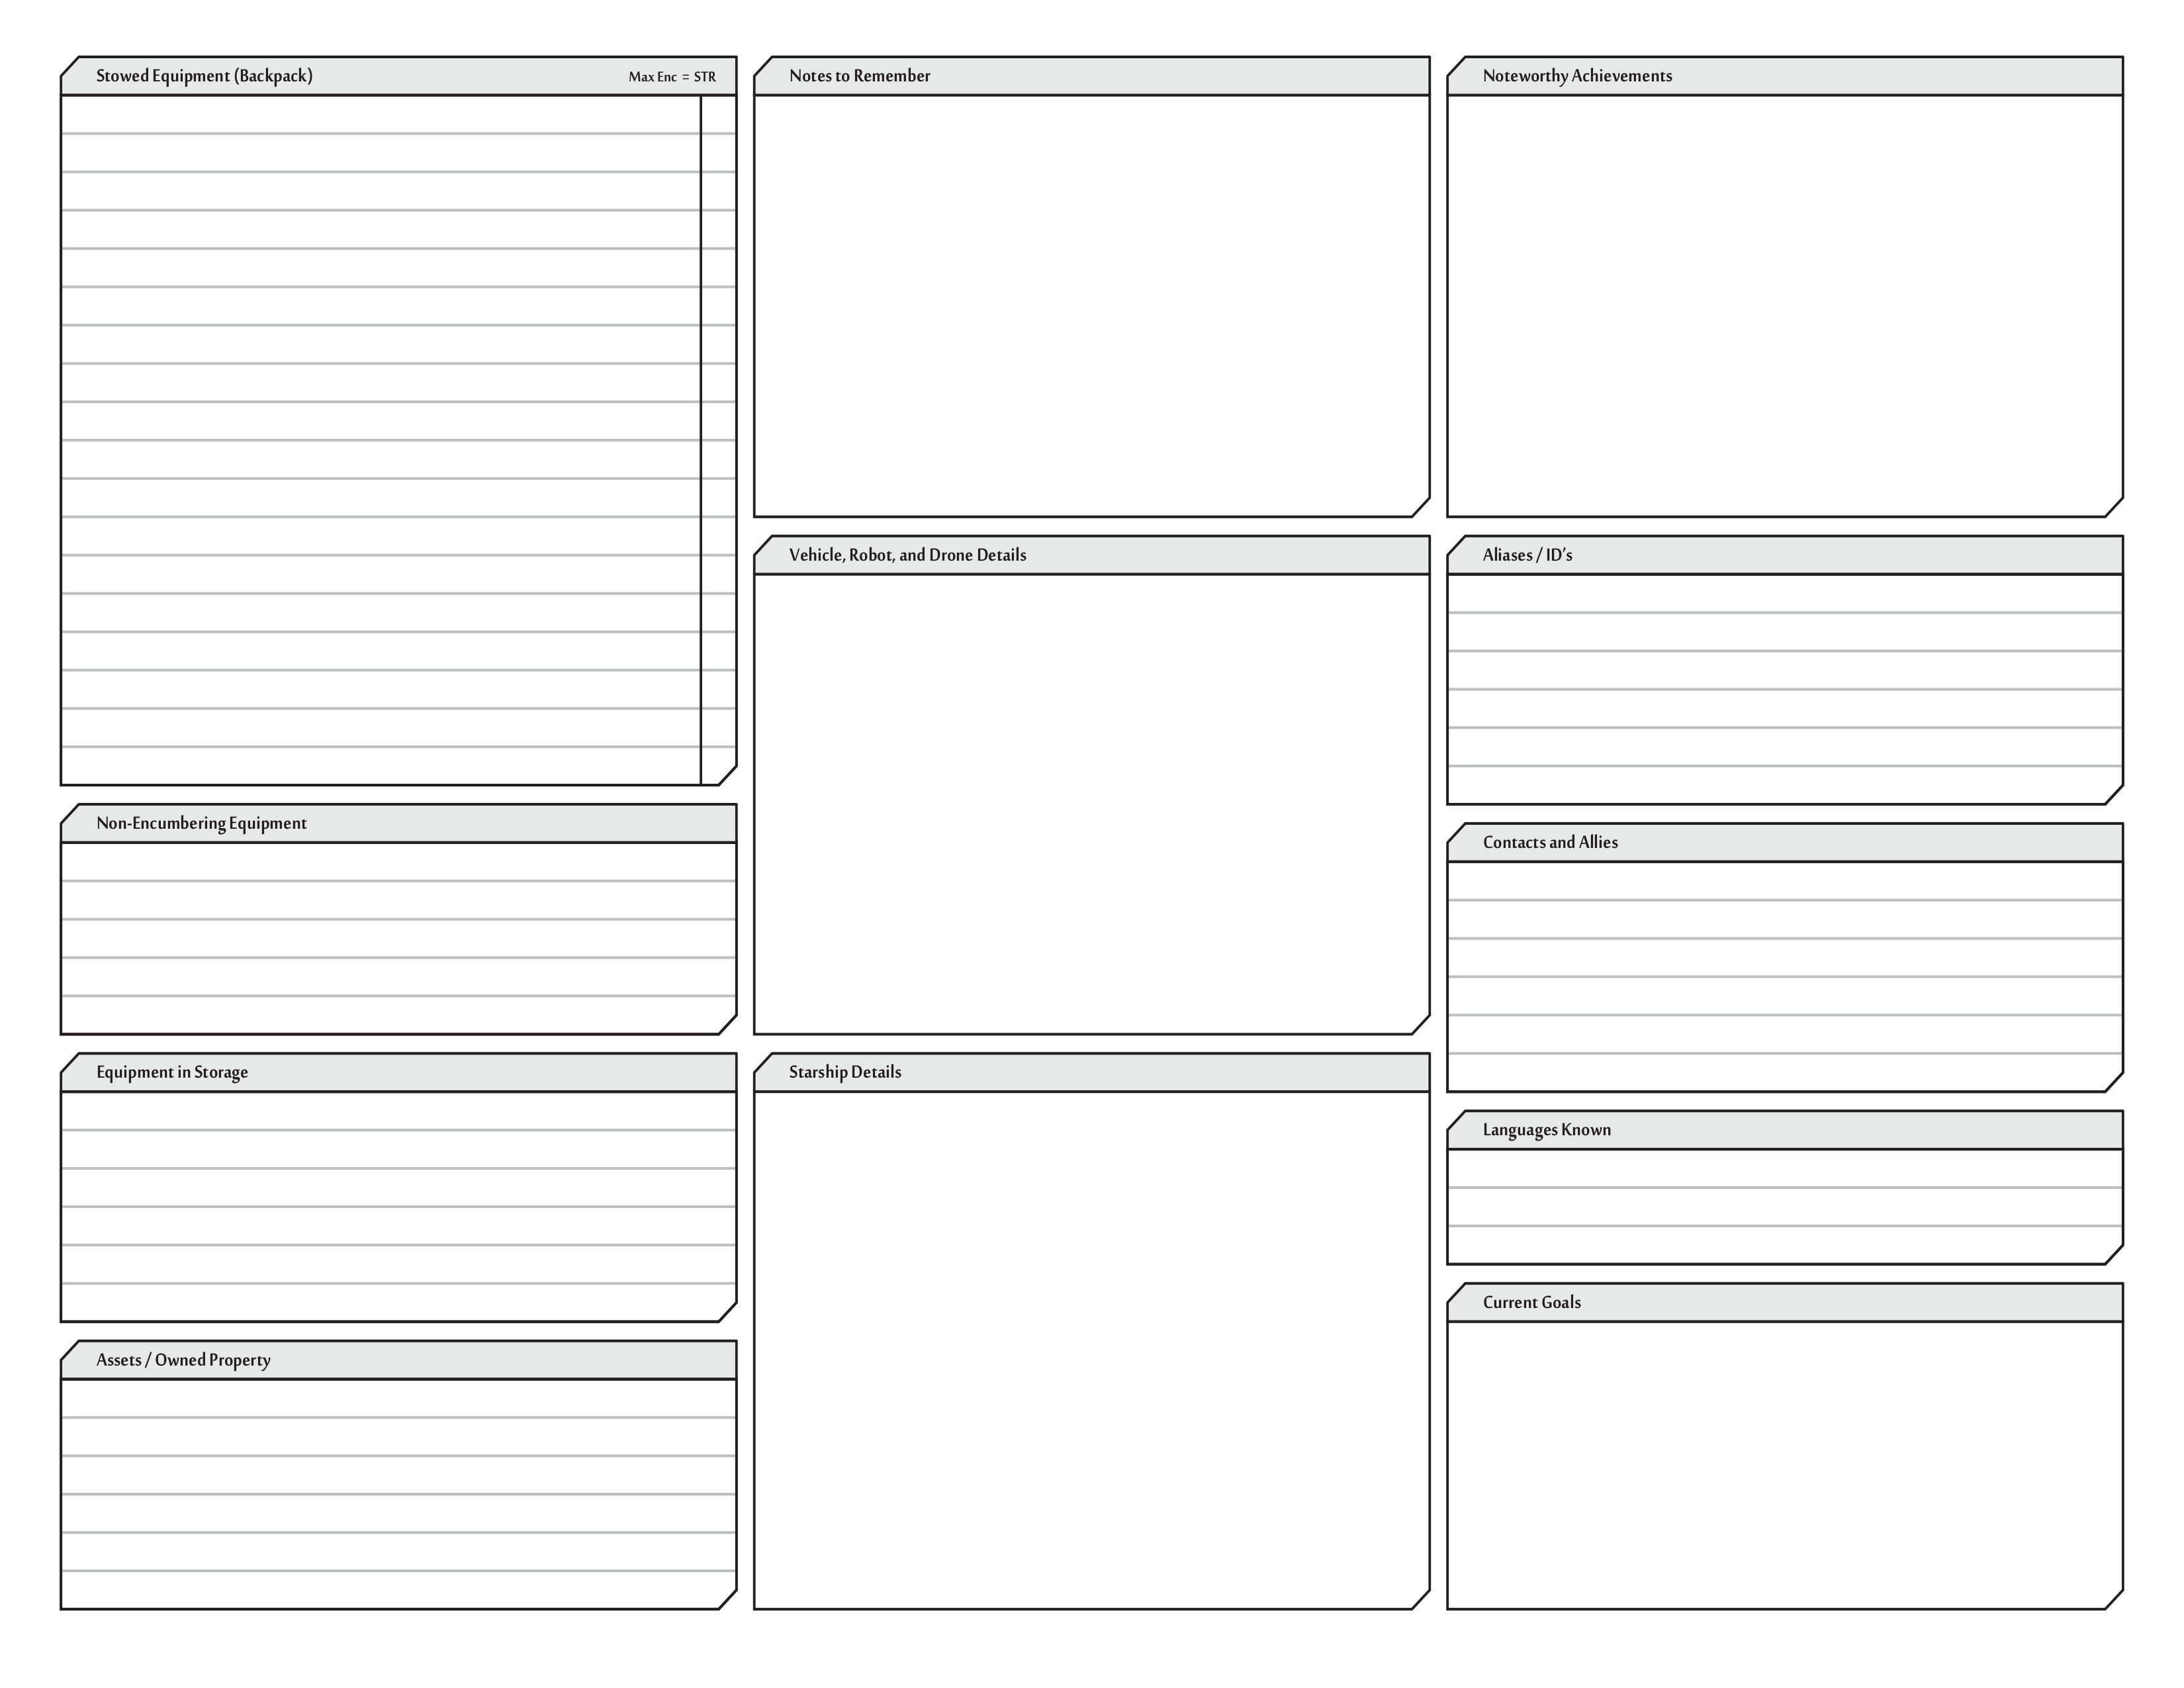 Stowed Equipment (Backpack) Max Enc = STR
Non-Encumbering Equipment
Equipment in Storage
Assets / Owned Property
Notes to Remember
Vehicle, Robot, and Drone Details
Starship Details
Noteworthy Achievements
Aliases / ID’s
Contacts and Allies
Languages Known
Current Goals